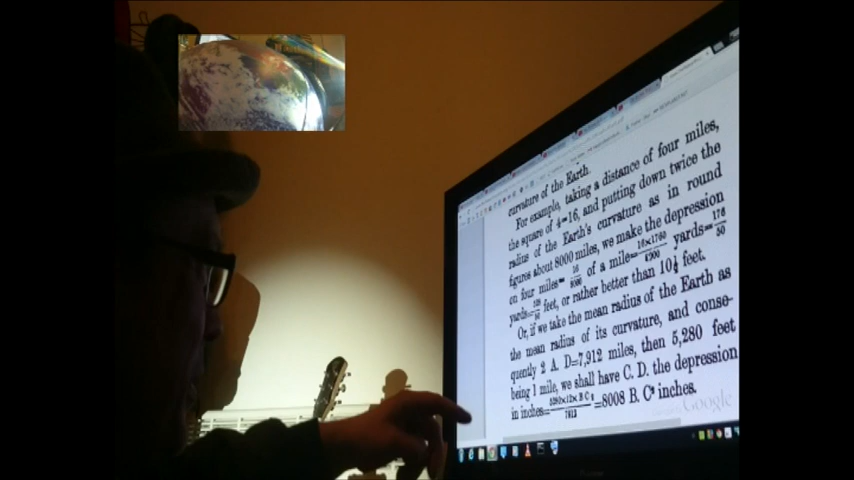 curvature of the Earth.
For example, taking a distance of four miles,
the square of 4=16, and putting down twice the
radius of the Earth's curvature as in round
figures about 8000 miles, we make the depression
on four miles= 16/8000 of a mile= 16×1760/8000 yards= 176/50
yards= 528/50 feet, or rather better than 10½ feet.
Or, if we take the mean radius of the Earth as
the mean radius of its curvature, and conse-
quently 2 A. D=7,912 miles, then 5,280 feet
being 1 mile, we shall have C. D. the depression
in inches= 5280×12×B C²/7912 =8008 B. C² inches.
Google